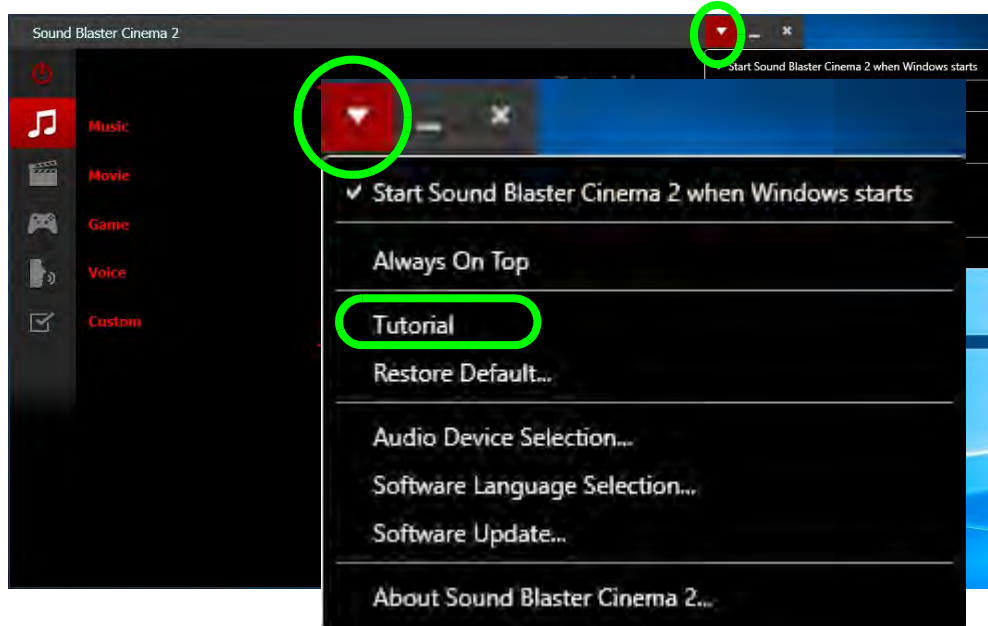 Sound Blaster Cinema 2
Start Sound Blaster Cinema 2 when Windows starts
Music
Movie
Game
Voice
Custom
Start Sound Blaster Cinema 2 when Windows starts
Always On Top
Tutorial
Restore Default...
Audio Device Selection...
Software Language Selection...
Software Update...
About Sound Blaster Cinema 2...